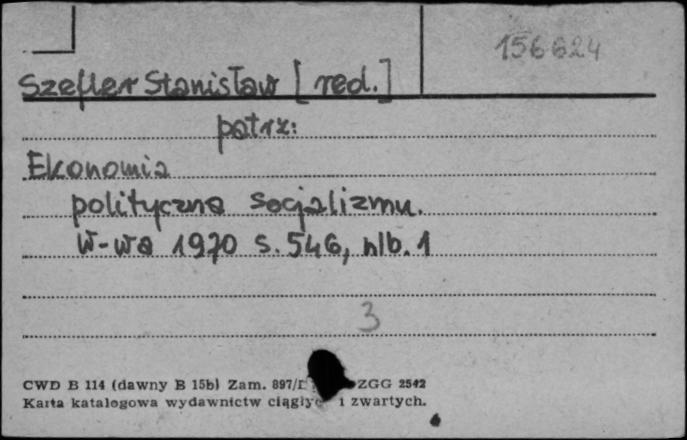 156624
Szefler Stanisław [red.]
patrz:
Ekonomia
polityczna socjalizmu.
W-wa 1970 s. 546, nlb. 1
3
CWD B 114 (dawny B 15b) Zam. 897/ ZGG 2542
Karta katalogowa wydawnictw i zwartych.